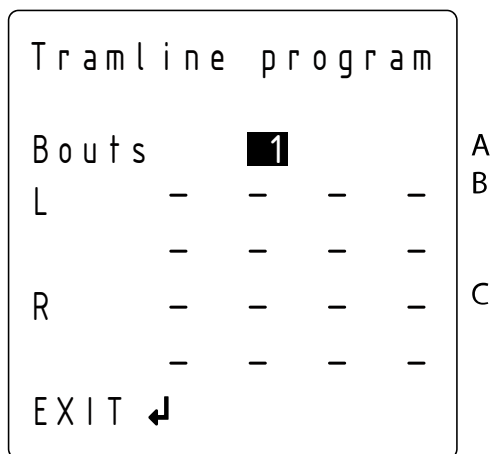 Tramline program
Bouts 1 A
L – – – – B
– – – –
R – – – – C
– – – –
EXIT ↵